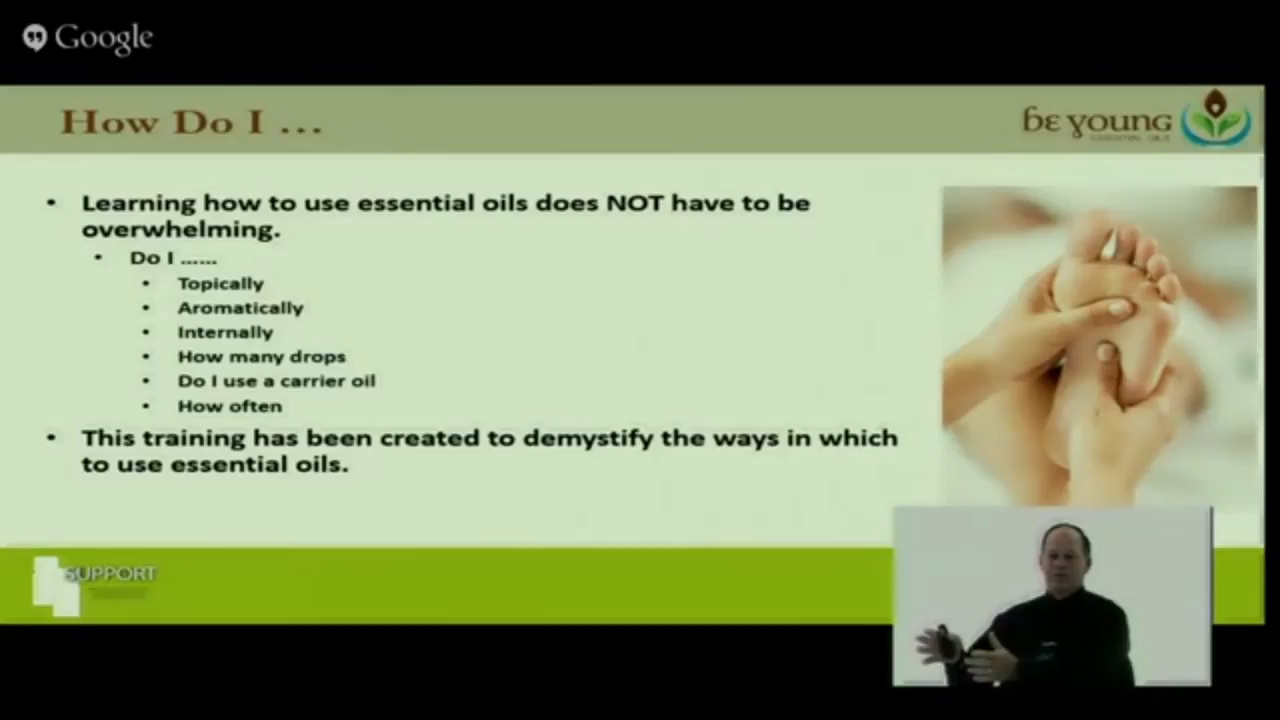 Google
How Do I ...
be young
ESSENTIAL OILS
• Learning how to use essential oils does NOT have to be
overwhelming.
• Do I ......
• Topically
• Aromatically
• Internally
• How many drops
• Do I use a carrier oil
• How often
• This training has been created to demystify the ways in which
to use essential oils.
SUPPORT